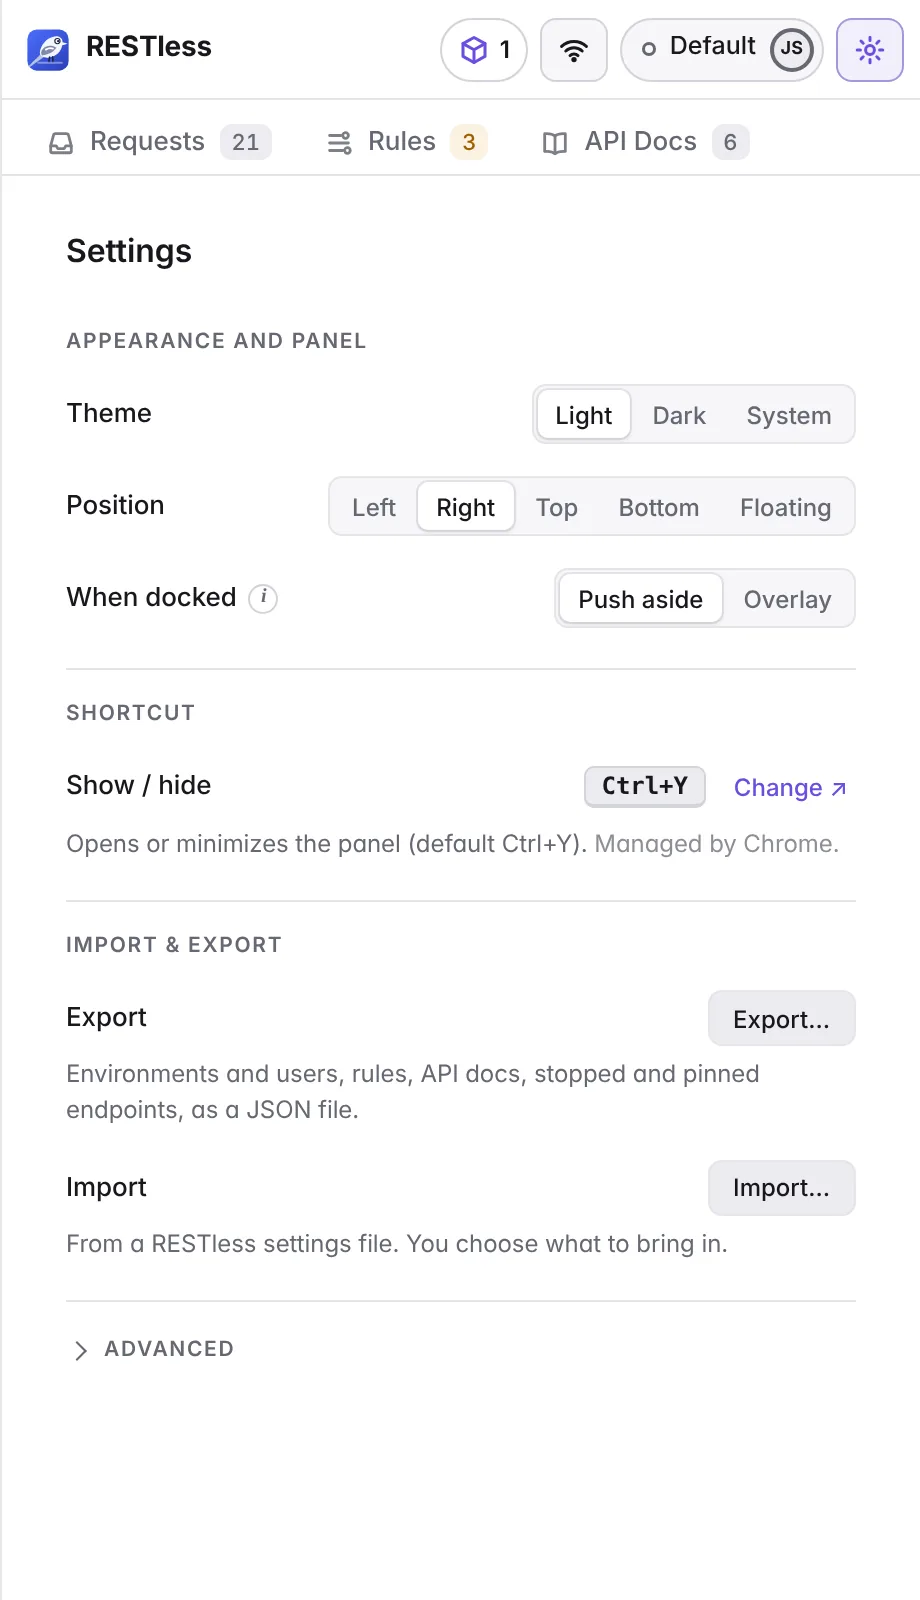 RESTless
1
Default
JS
Requests 21
Rules 3
API Docs 6
Settings
APPEARANCE AND PANEL
Theme
Light Dark System
Position
Left Right Top Bottom Floating
When docked i
Push aside Overlay
SHORTCUT
Show / hide
Ctrl+Y
Change ↗
Opens or minimizes the panel (default Ctrl+Y). Managed by Chrome.
IMPORT & EXPORT
Export
Export...
Environments and users, rules, API docs, stopped and pinned
endpoints, as a JSON file.
Import
Import...
From a RESTless settings file. You choose what to bring in.
ADVANCED